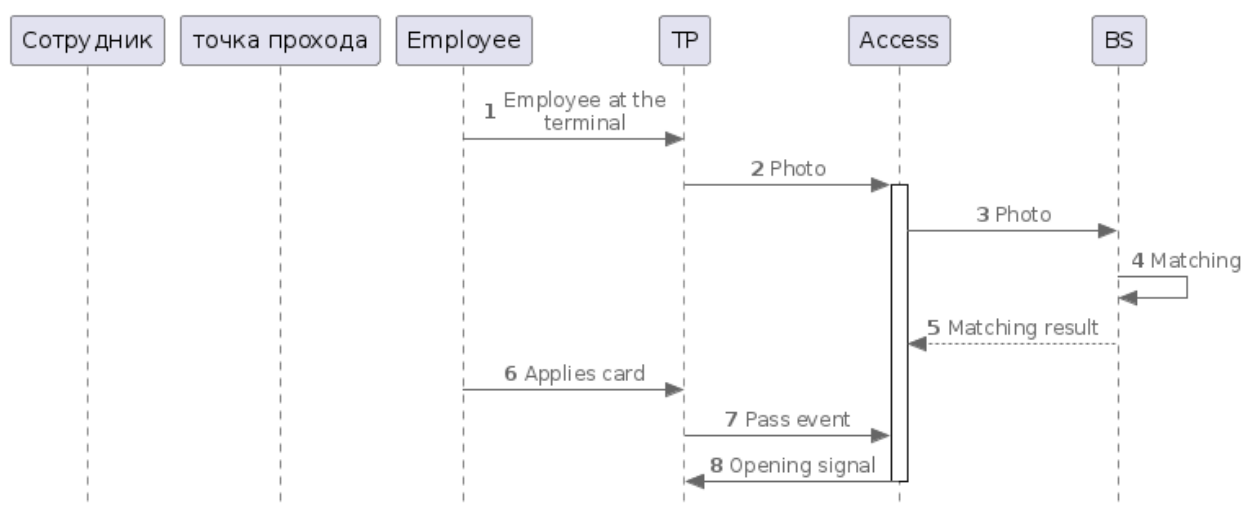 Сотрудник
точка прохода
Employee
TP
Access
BS
1 Employee at the
terminal
2 Photo
3 Photo
4 Matching
5 Matching result
6 Applies card
7 Pass event
8 Opening signal